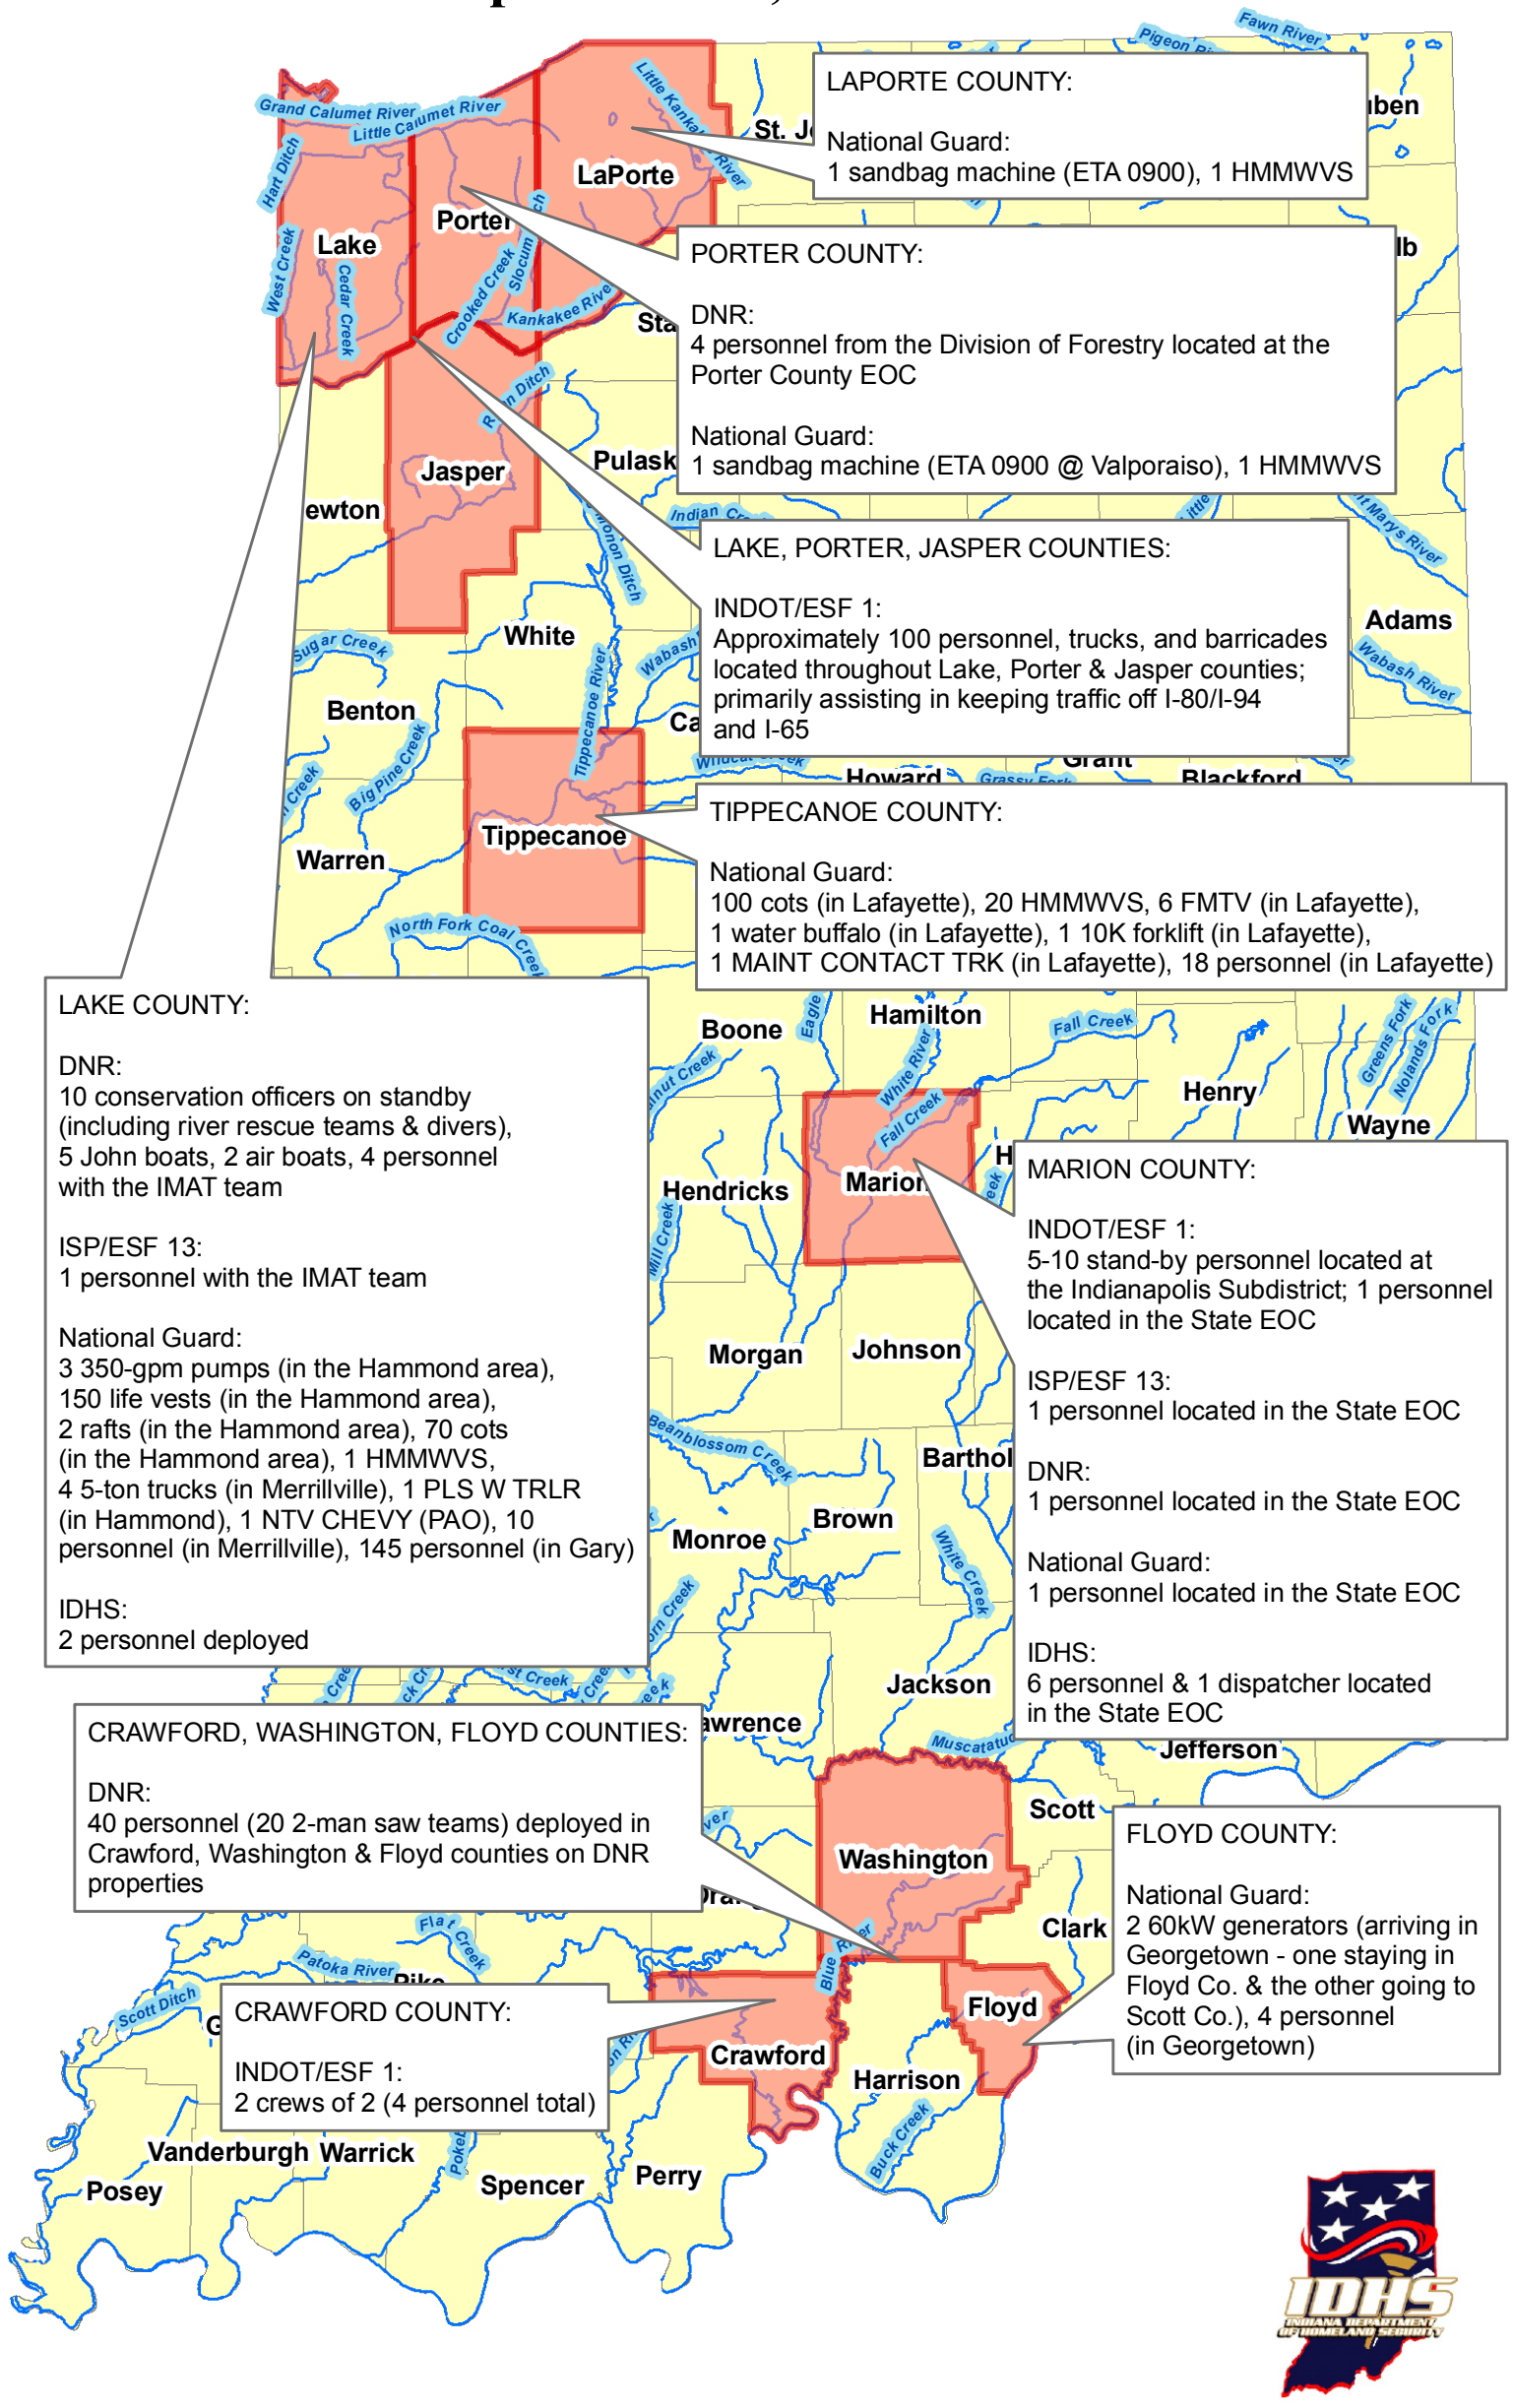 Fawn River
Grand Calumet River
Little Calumet River
Hart Ditch
West Creek
Cedar Creek
Lake
Porter
LaPorte
Crooked Creek
Slocum
Kankakee River
LAPORTE COUNTY:
National Guard:
1 sandbag machine (ETA 0900), 1 HMMWVS
PORTER COUNTY:
DNR:
4 personnel from the Division of Forestry located at the
Porter County EOC
National Guard:
1 sandbag machine (ETA 0900 @ Valporaiso), 1 HMMWVS
Jasper
Ditch
LAKE, PORTER, JASPER COUNTIES:
INDOT/ESF 1:
Approximately 100 personnel, trucks, and barricades
located throughout Lake, Porter & Jasper counties;
primarily assisting in keeping traffic off I-80/I-94
and I-65
Monon Ditch
Marys River
Adams
Wabash River
White
Sugar Creek
Benton
Big Pine Creek
Creek
Tippecanoe River
Wabash
Howard
Grant
Blackford
Warren
Tippecanoe
North Fork Coal Creek
TIPPECANOE COUNTY:
National Guard:
100 cots (in Lafayette), 20 HMMWVS, 6 FMTV (in Lafayette),
1 water buffalo (in Lafayette), 1 10K forklift (in Lafayette),
1 MAINT CONTACT TRK (in Lafayette), 18 personnel (in Lafayette)
LAKE COUNTY:
DNR:
10 conservation officers on standby
(including river rescue teams & divers),
5 John boats, 2 air boats, 4 personnel
with the IMAT team
ISP/ESF 13:
1 personnel with the IMAT team
National Guard:
3 350-gpm pumps (in the Hammond area),
150 life vests (in the Hammond area),
2 rafts (in the Hammond area), 70 cots
(in the Hammond area), 1 HMMWVS,
4 5-ton trucks (in Merrillville), 1 PLS W TRLR
(in Hammond), 1 NTV CHEVY (PAO), 10
personnel (in Merrillville), 145 personnel (in Gary)
IDHS:
2 personnel deployed
Boone
Eagle
Hamilton
White River
Fall Creek
Fall Creek
Greens Fork
Nolands Fork
Henry
Wayne
Hendricks
Mill Creek
Marion
Morgan
Johnson
Beanblossom Creek
Brown
Monroe
White Creek
Jackson
Jefferson
MARION COUNTY:
INDOT/ESF 1:
5-10 stand-by personnel located at
the Indianapolis Subdistrict; 1 personnel
located in the State EOC
ISP/ESF 13:
1 personnel located in the State EOC
DNR:
1 personnel located in the State EOC
National Guard:
1 personnel located in the State EOC
IDHS:
6 personnel & 1 dispatcher located
in the State EOC
CRAWFORD, WASHINGTON, FLOYD COUNTIES:
DNR:
40 personnel (20 2-man saw teams) deployed in
Crawford, Washington & Floyd counties on DNR
properties
Washington
Scott
Clark
Blue River
Floyd
Crawford
Harrison
Buck Creek
FLOYD COUNTY:
National Guard:
2 60kW generators (arriving in
Georgetown - one staying in
Floyd Co. & the other going to
Scott Co.), 4 personnel
(in Georgetown)
Flat Creek
Patoka River
Pike
Scott Ditch
CRAWFORD COUNTY:
INDOT/ESF 1:
2 crews of 2 (4 personnel total)
Vanderburgh
Warrick
Posey
Spencer
Perry
IDHS
INDIANA DEPARTMENT
OF HOMELAND SECURITY